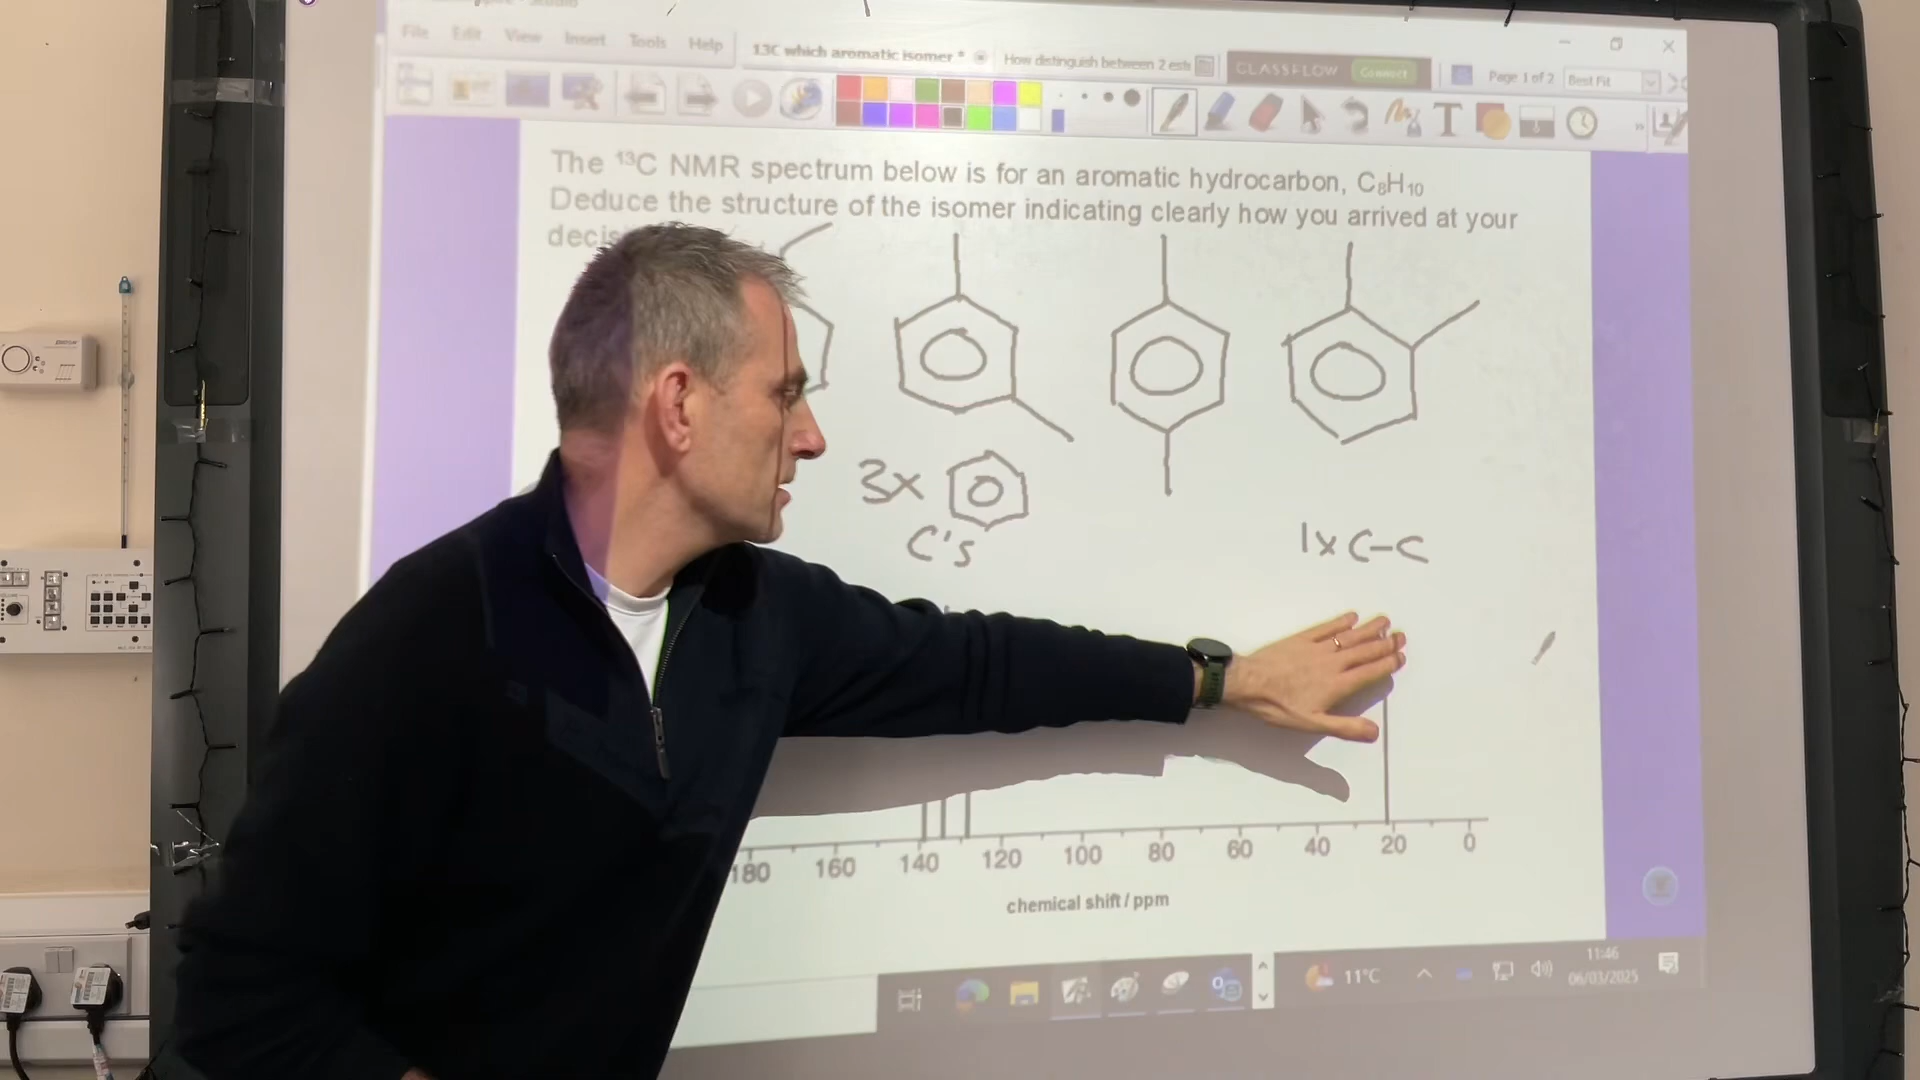 File Edit View Insert Tools Help
13C which aromatic isomer *
How distinguish between 2 este
CLASSFLOW
Connect
Page 1 of 2
Best Fit
The ¹³C NMR spectrum below is for an aromatic hydrocarbon, C₈H₁₀
Deduce the structure of the isomer indicating clearly how you arrived at your
decis
3x
C's
1x C-C
180 160 140 120 100 80 60 40 20 0
chemical shift / ppm
11°C
11:46
06/03/2025